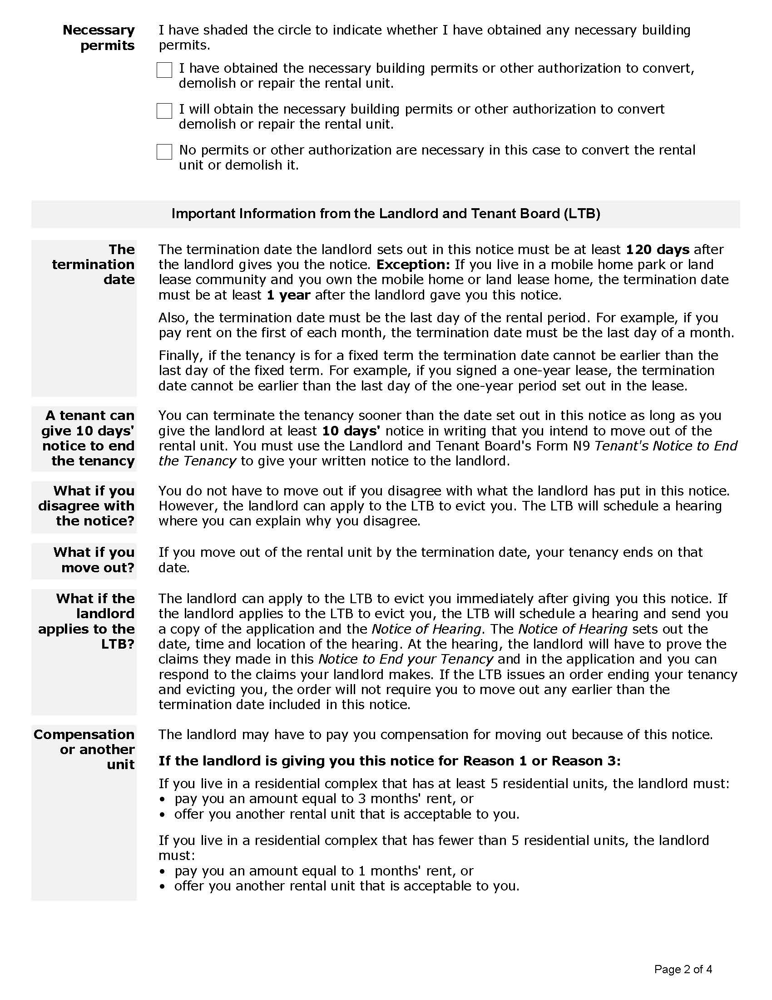 Necessary
permits
I have shaded the circle to indicate whether I have obtained any necessary building
permits.
I have obtained the necessary building permits or other authorization to convert,
demolish or repair the rental unit.
I will obtain the necessary building permits or other authorization to convert
demolish or repair the rental unit.
No permits or other authorization are necessary in this case to convert the rental
unit or demolish it.
Important Information from the Landlord and Tenant Board (LTB)
The
termination
date
The termination date the landlord sets out in this notice must be at least 120 days after
the landlord gives you the notice. Exception: If you live in a mobile home park or land
lease community and you own the mobile home or land lease home, the termination date
must be at least 1 year after the landlord gave you this notice.
Also, the termination date must be the last day of the rental period. For example, if you
pay rent on the first of each month, the termination date must be the last day of a month.
Finally, if the tenancy is for a fixed term the termination date cannot be earlier than the
last day of the fixed term. For example, if you signed a one-year lease, the termination
date cannot be earlier than the last day of the one-year period set out in the lease.
A tenant can
give 10 days'
notice to end
the tenancy
You can terminate the tenancy sooner than the date set out in this notice as long as you
give the landlord at least 10 days' notice in writing that you intend to move out of the
rental unit. You must use the Landlord and Tenant Board's Form N9 Tenant's Notice to End
the Tenancy to give your written notice to the landlord.
What if you
disagree with
the notice?
You do not have to move out if you disagree with what the landlord has put in this notice.
However, the landlord can apply to the LTB to evict you. The LTB will schedule a hearing
where you can explain why you disagree.
What if you
move out?
If you move out of the rental unit by the termination date, your tenancy ends on that
date.
What if the
landlord
applies to the
LTB?
The landlord can apply to the LTB to evict you immediately after giving you this notice. If
the landlord applies to the LTB to evict you, the LTB will schedule a hearing and send you
a copy of the application and the Notice of Hearing. The Notice of Hearing sets out the
date, time and location of the hearing. At the hearing, the landlord will have to prove the
claims they made in this Notice to End your Tenancy and in the application and you can
respond to the claims your landlord makes. If the LTB issues an order ending your tenancy
and evicting you, the order will not require you to move out any earlier than the
termination date included in this notice.
Compensation
or another
unit
The landlord may have to pay you compensation for moving out because of this notice.
If the landlord is giving you this notice for Reason 1 or Reason 3:
If you live in a residential complex that has at least 5 residential units, the landlord must:
• pay you an amount equal to 3 months' rent, or
• offer you another rental unit that is acceptable to you.
If you live in a residential complex that has fewer than 5 residential units, the landlord
must:
• pay you an amount equal to 1 months' rent, or
• offer you another rental unit that is acceptable to you.
Page 2 of 4